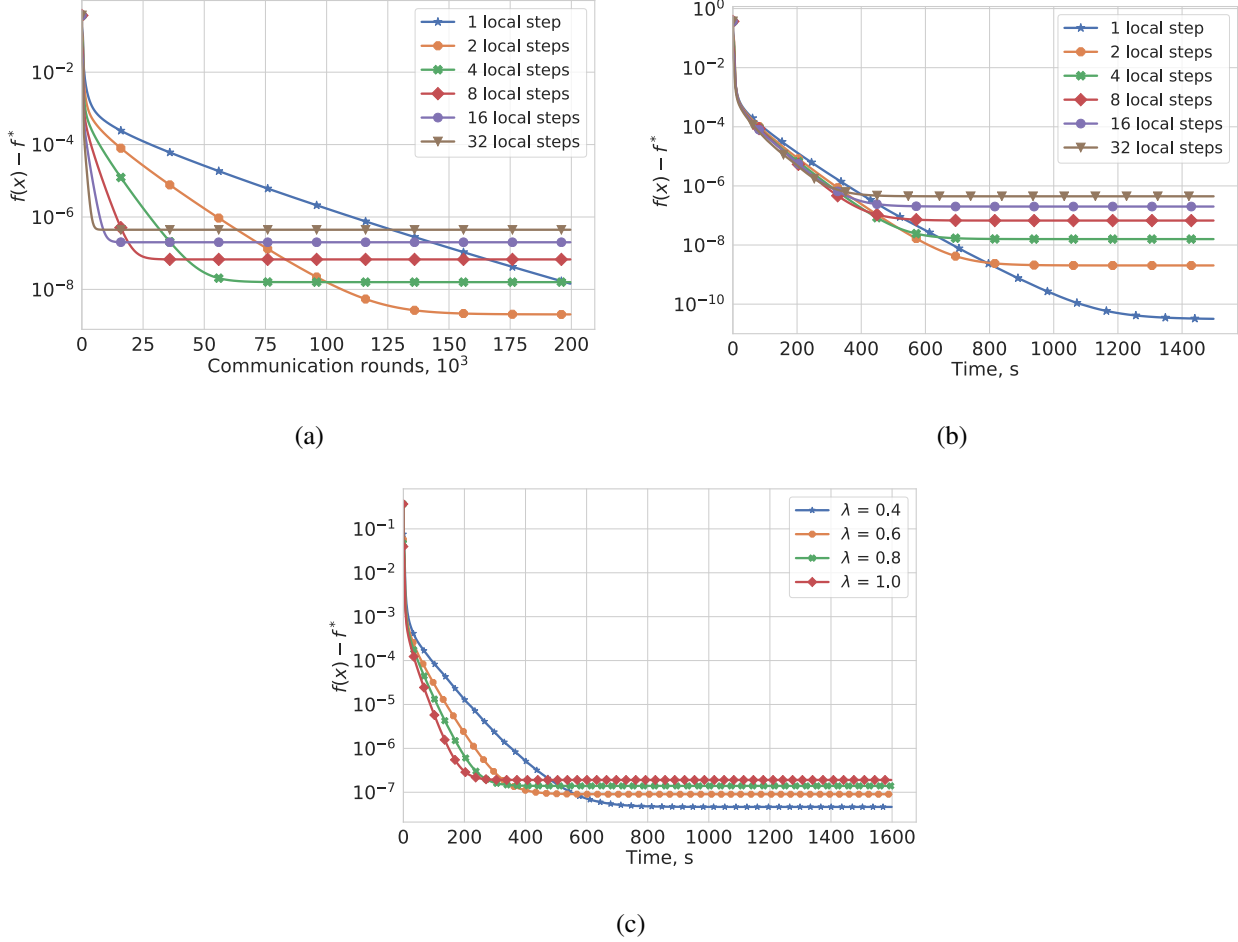 1 local step
2 local steps
4 local steps
8 local steps
16 local steps
32 local steps
10⁻²
10⁻⁴
10⁻⁶
10⁻⁸
f(x) − f*
0 25 50 75 100 125 150 175 200
Communication rounds, 10³
(a)
10⁰
1 local step
2 local steps
4 local steps
8 local steps
16 local steps
32 local steps
10⁻²
10⁻⁴
10⁻⁶
10⁻⁸
10⁻¹⁰
f(x) − f*
0 200 400 600 800 1000 1200 1400
Time, s
(b)
λ = 0.4
λ = 0.6
λ = 0.8
λ = 1.0
10⁻¹
10⁻²
10⁻³
10⁻⁴
10⁻⁵
10⁻⁶
10⁻⁷
f(x) − f*
0 200 400 600 800 1000 1200 1400 1600
Time, s
(c)